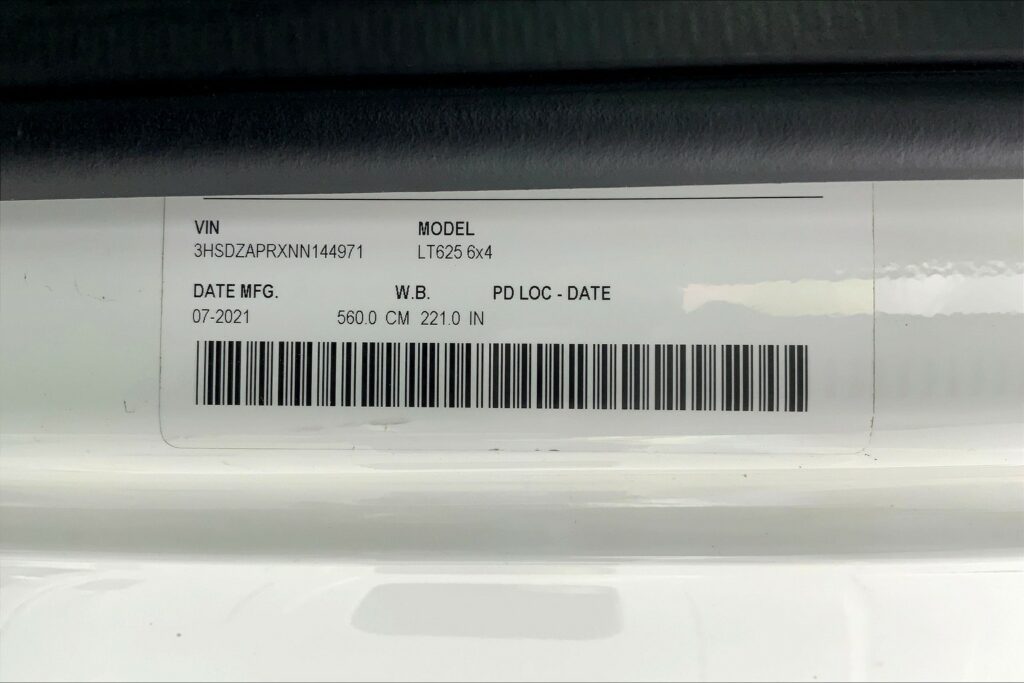 VIN MODEL
3HSDZAPRXNN144971 LT625 6x4
DATE MFG. W.B. PD LOC - DATE
07-2021 560.0 CM 221.0 IN